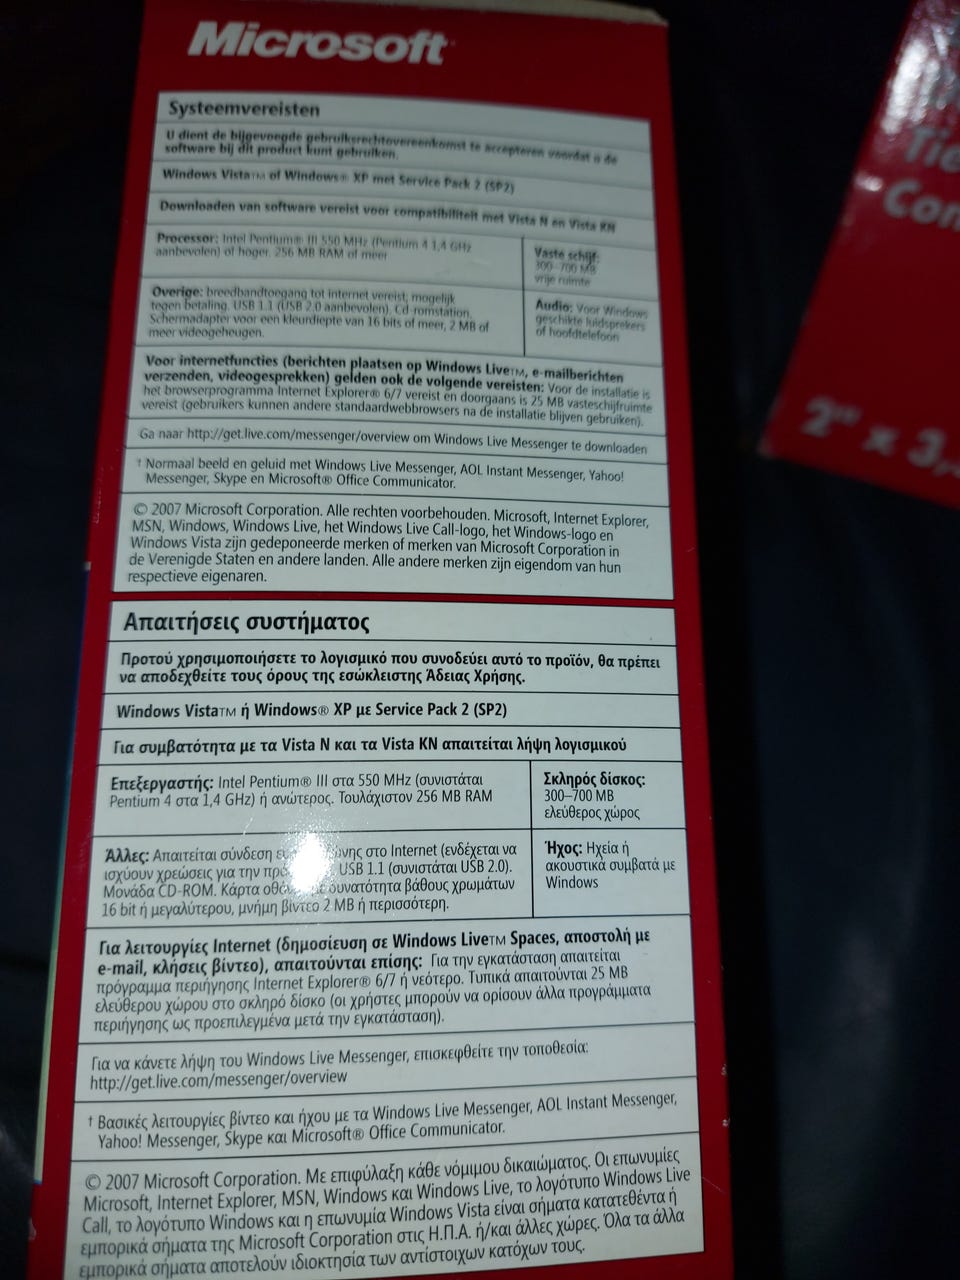 Microsoft
Systeemvereisten
U dient de bijgevoegde gebruiksrechtovereenkomst te accepteren voordat u de
software bij dit product kunt gebruiken.
Windows Vista™ of Windows® XP met Service Pack 2 (SP2)
Downloaden van software vereist voor compatibiliteit met Vista N en Vista KN
Processor: Intel Pentium® III 550 MHz (Pentium 4 1,4 GHz
aanbevolen) of hoger. 256 MB RAM of meer
Vaste schijf:
300–700 MB
vrije ruimte
Overige: breedbandtoegang tot internet vereist; mogelijk
tegen betaling. USB 1.1 (USB 2.0 aanbevolen). Cd-romstation.
Schermadapter voor een kleurdiepte van 16 bits of meer, 2 MB of
meer videogeheugen.
Audio: Voor Windows
geschikte luidsprekers
of hoofdtelefoon
Voor internetfuncties (berichten plaatsen op Windows Live™, e-mailberichten
verzenden, videogesprekken) gelden ook de volgende vereisten: Voor de installatie is
het browserprogramma Internet Explorer® 6/7 vereist en doorgaans is 25 MB vasteschijfruimte
vereist (gebruikers kunnen andere standaardwebbrowsers na de installatie blijven gebruiken).
Ga naar http://get.live.com/messenger/overview om Windows Live Messenger te downloaden
† Normaal beeld en geluid met Windows Live Messenger, AOL Instant Messenger, Yahoo!
Messenger, Skype en Microsoft® Office Communicator.
© 2007 Microsoft Corporation. Alle rechten voorbehouden. Microsoft, Internet Explorer,
MSN, Windows, Windows Live, het Windows Live Call-logo, het Windows-logo en
Windows Vista zijn gedeponeerde merken of merken van Microsoft Corporation in
de Verenigde Staten en andere landen. Alle andere merken zijn eigendom van hun
respectieve eigenaren.
Απαιτήσεις συστήματος
Προτού χρησιμοποιήσετε το λογισμικό που συνοδεύει αυτό το προϊόν, θα πρέπει
να αποδεχθείτε τους όρους της εσώκλειστης Άδειας Χρήσης.
Windows Vista™ ή Windows® XP με Service Pack 2 (SP2)
Για συμβατότητα με τα Vista N και τα Vista KN απαιτείται λήψη λογισμικού
Επεξεργαστής: Intel Pentium® III στα 550 MHz (συνιστάται
Pentium 4 στα 1,4 GHz) ή ανώτερος. Τουλάχιστον 256 MB RAM
Σκληρός δίσκος:
300–700 MB
ελεύθερος χώρος
Άλλες: Απαιτείται σύνδεση στο Internet (ενδέχεται να
ισχύουν χρεώσεις για την USB 1.1 (συνιστάται USB 2.0).
Μονάδα CD-ROM. Κάρτα με δυνατότητα βάθους χρωμάτων
16 bit ή μεγαλύτερου, μνήμη βίντεο 2 MB ή περισσότερη.
Ήχος: Ηχεία ή
ακουστικά συμβατά με
Windows
Για λειτουργίες Internet (δημοσίευση σε Windows Live™ Spaces, αποστολή με
e-mail, κλήσεις βίντεο), απαιτούνται επίσης: Για την εγκατάσταση απαιτείται
πρόγραμμα περιήγησης Internet Explorer® 6/7 ή νεότερο. Τυπικά απαιτούνται 25 MB
ελεύθερου χώρου στο σκληρό δίσκο (οι χρήστες μπορούν να ορίσουν άλλα προγράμματα
περιήγησης ως προεπιλεγμένα μετά την εγκατάσταση).
Για να κάνετε λήψη του Windows Live Messenger, επισκεφθείτε την τοποθεσία:
http://get.live.com/messenger/overview
† Βασικές λειτουργίες βίντεο και ήχου με τα Windows Live Messenger, AOL Instant Messenger,
Yahoo! Messenger, Skype και Microsoft® Office Communicator.
© 2007 Microsoft Corporation. Με επιφύλαξη κάθε νόμιμου δικαιώματος. Οι επωνυμίες
Microsoft, Internet Explorer, MSN, Windows και Windows Live, το λογότυπο Windows Live
Call, το λογότυπο Windows και η επωνυμία Windows Vista είναι σήματα κατατεθέντα ή
εμπορικά σήματα της Microsoft Corporation στις Η.Π.Α. ή/και άλλες χώρες. Όλα τα άλλα
εμπορικά σήματα αποτελούν ιδιοκτησία των αντίστοιχων κατόχων τους.
2" x 3,